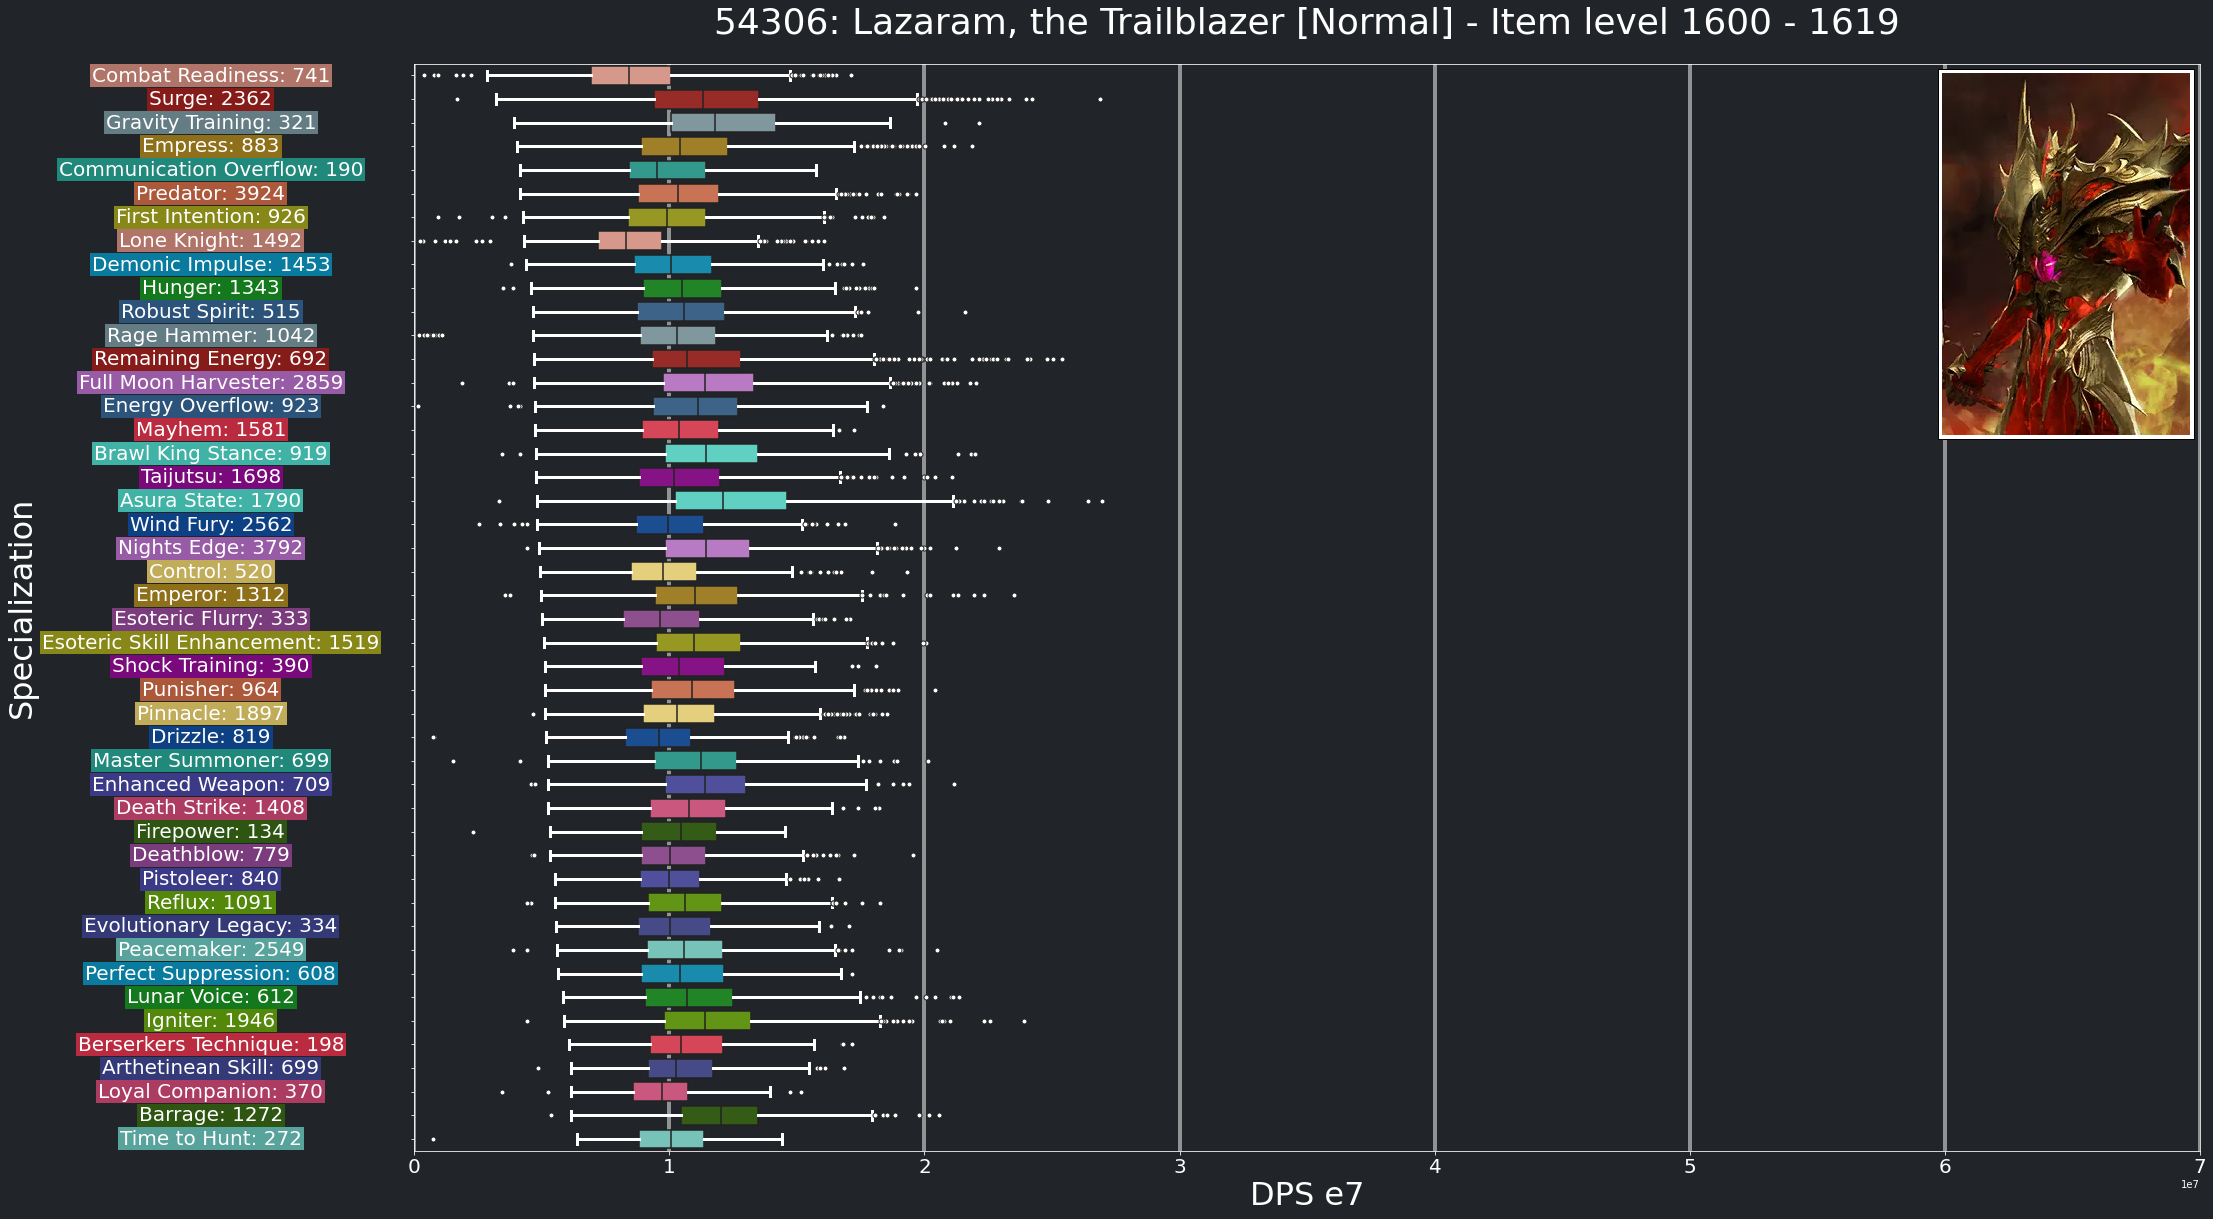 54306: Lazaram, the Trailblazer [Normal] - Item level 1600 - 1619
Specialization
Combat Readiness: 741
Surge: 2362
Gravity Training: 321
Empress: 883
Communication Overflow: 190
Predator: 3924
First Intention: 926
Lone Knight: 1492
Demonic Impulse: 1453
Hunger: 1343
Robust Spirit: 515
Rage Hammer: 1042
Remaining Energy: 692
Full Moon Harvester: 2859
Energy Overflow: 923
Mayhem: 1581
Brawl King Stance: 919
Taijutsu: 1698
Asura State: 1790
Wind Fury: 2562
Nights Edge: 3792
Control: 520
Emperor: 1312
Esoteric Flurry: 333
Esoteric Skill Enhancement: 1519
Shock Training: 390
Punisher: 964
Pinnacle: 1897
Drizzle: 819
Master Summoner: 699
Enhanced Weapon: 709
Death Strike: 1408
Firepower: 134
Deathblow: 779
Pistoleer: 840
Reflux: 1091
Evolutionary Legacy: 334
Peacemaker: 2549
Perfect Suppression: 608
Lunar Voice: 612
Igniter: 1946
Berserkers Technique: 198
Arthetinean Skill: 699
Loyal Companion: 370
Barrage: 1272
Time to Hunt: 272
0 1 2 3 4 5 6 7
1e7
DPS e7